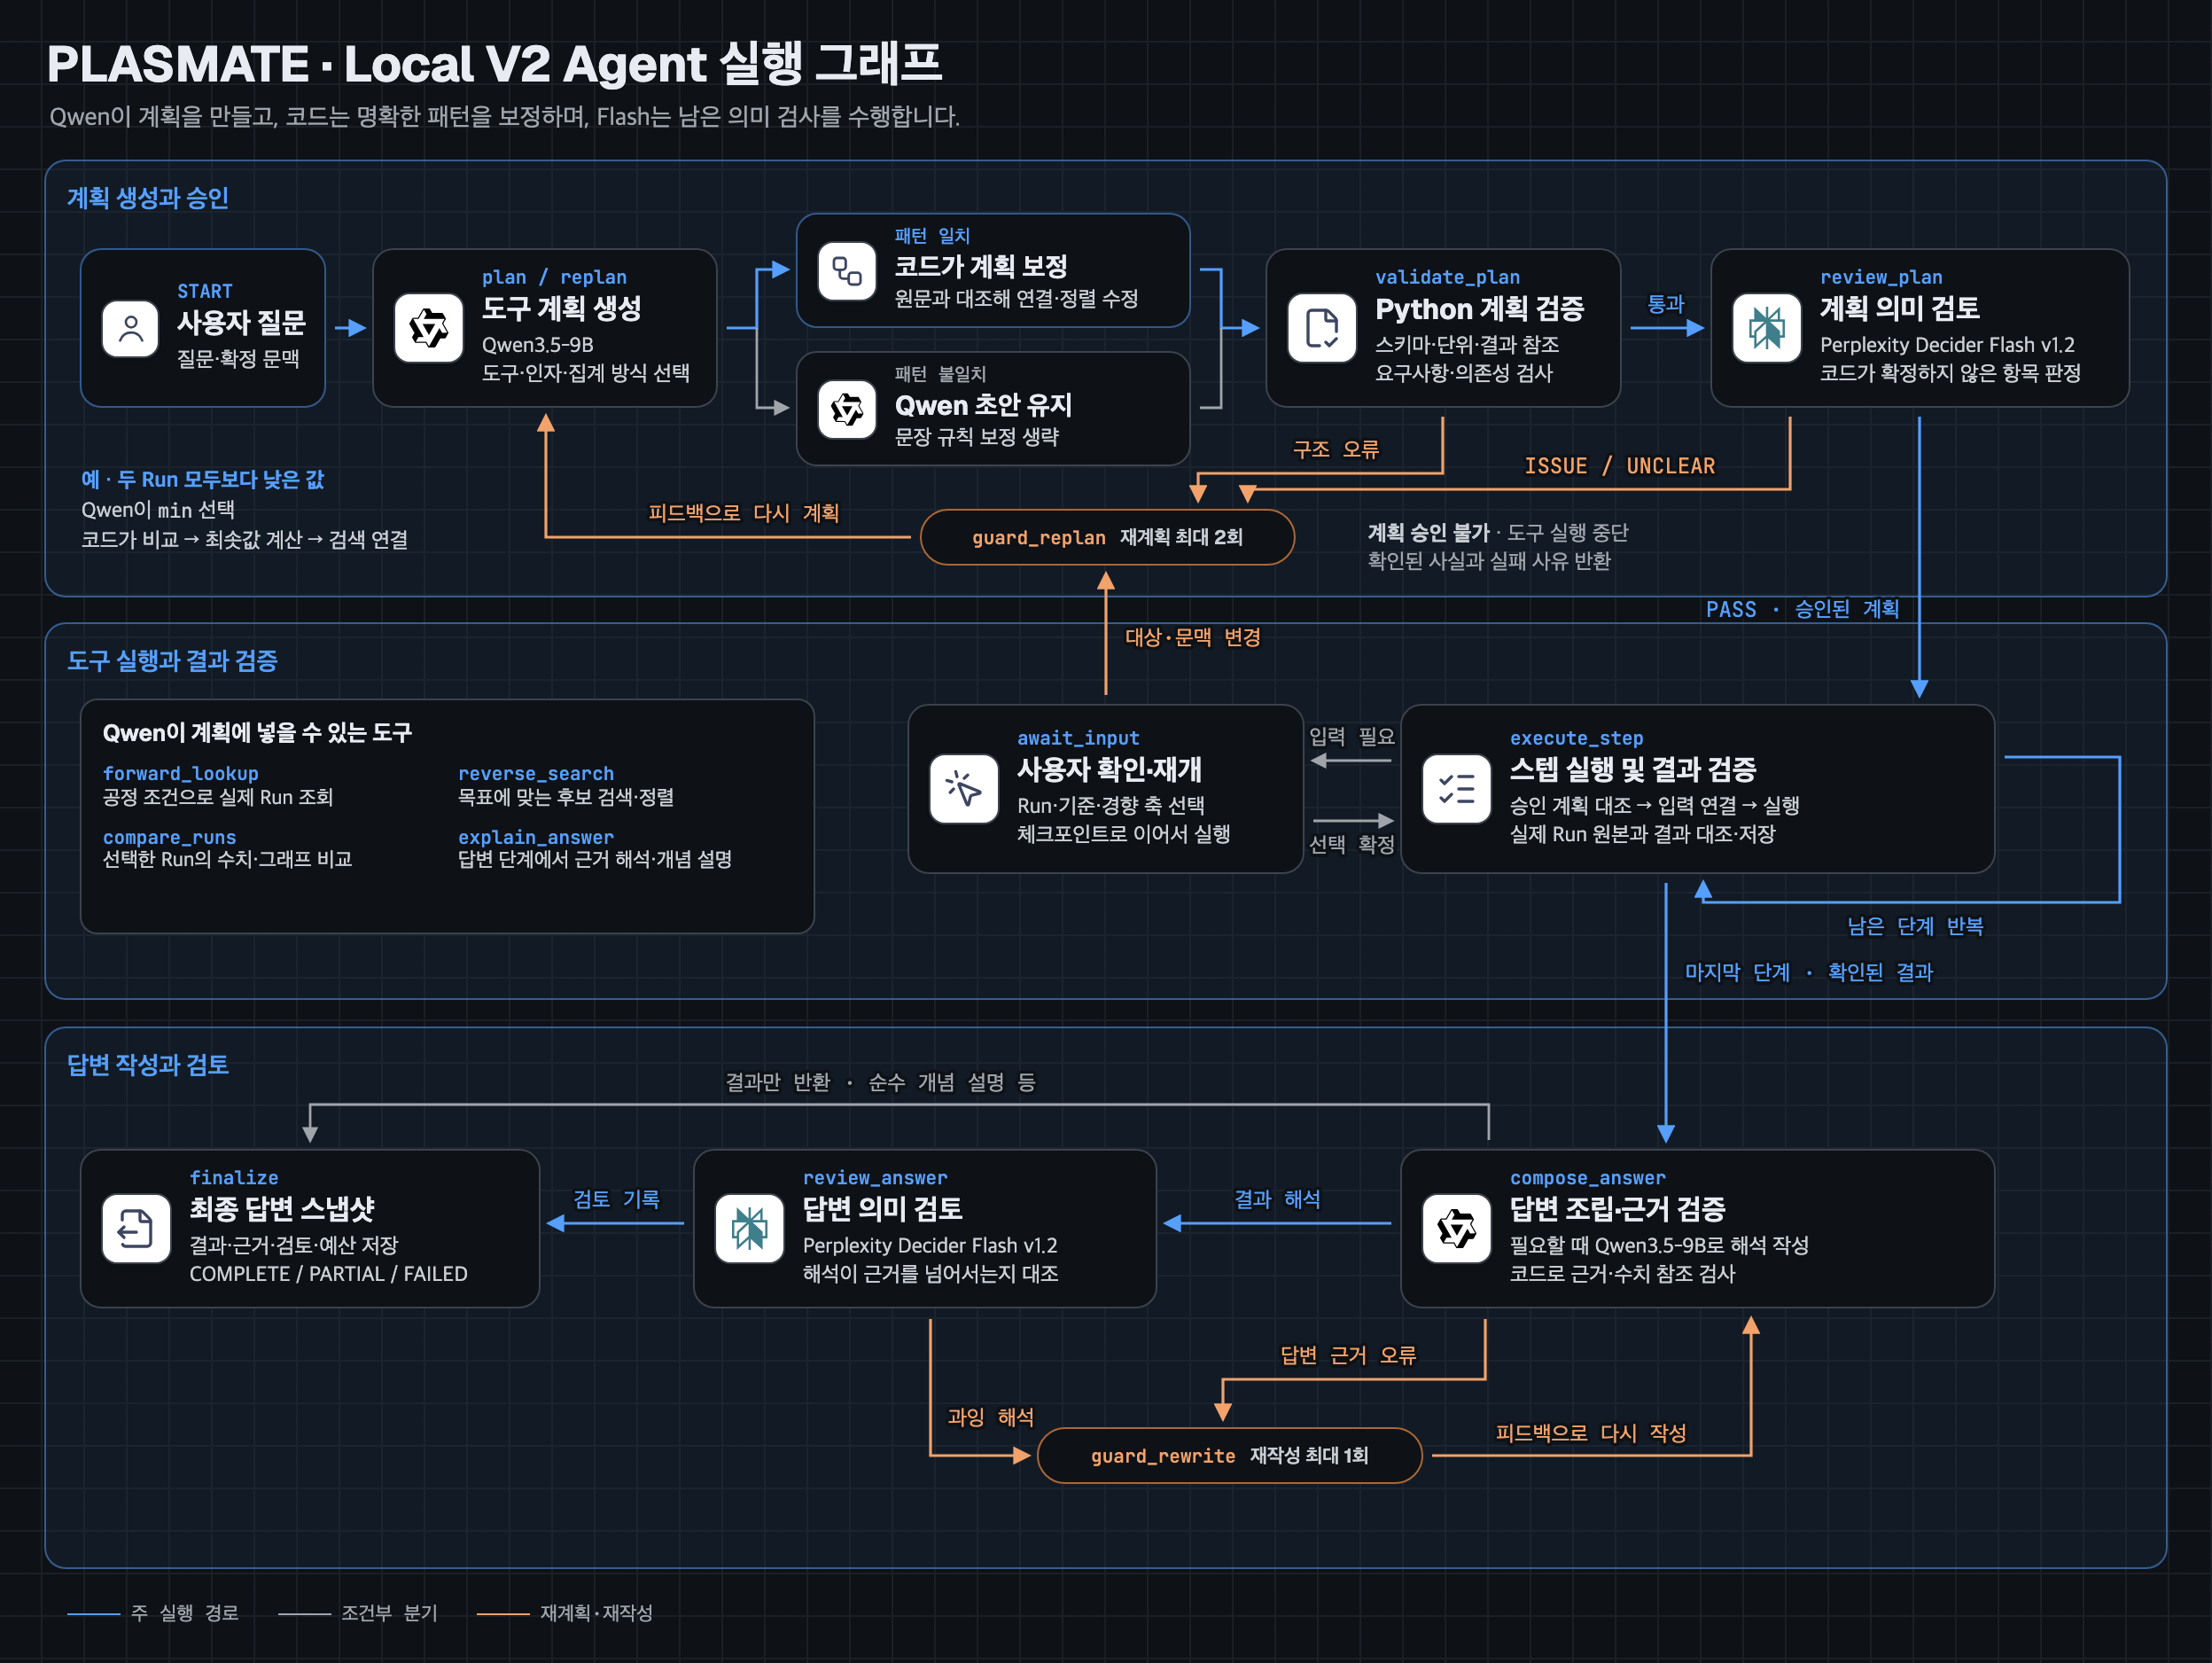 PLASMATE · Local V2 Agent 실행 그래프
Qwen이 계획을 만들고, 코드는 명확한 패턴을 보정하며, Flash는 남은 의미 검사를 수행합니다.
계획 생성과 승인
START
사용자 질문
질문·확정 문맥
plan / replan
도구 계획 생성
Qwen3.5-9B
도구·인자·집계 방식 선택
패턴 일치
코드가 계획 보정
원문과 대조해 연결·정렬 수정
패턴 불일치
Qwen 초안 유지
문장 규칙 보정 생략
validate_plan
Python 계획 검증
스키마·단위·결과 참조
요구사항·의존성 검사
통과
review_plan
계획 의미 검토
Perplexity Decider Flash v1.2
코드가 확정하지 않은 항목 판정
구조 오류
ISSUE / UNCLEAR
예 · 두 Run 모두보다 낮은 값
Qwen이 min 선택
코드가 비교 → 최솟값 계산 → 검색 연결
피드백으로 다시 계획
guard_replan 재계획 최대 2회
계획 승인 불가 · 도구 실행 중단
확인된 사실과 실패 사유 반환
PASS · 승인된 계획
대상·문맥 변경
도구 실행과 결과 검증
Qwen이 계획에 넣을 수 있는 도구
forward_lookup
공정 조건으로 실제 Run 조회
reverse_search
목표에 맞는 후보 검색·정렬
compare_runs
선택한 Run의 수치·그래프 비교
explain_answer
답변 단계에서 근거 해석·개념 설명
await_input
사용자 확인·재개
Run·기준·경향 축 선택
체크포인트로 이어서 실행
입력 필요
선택 확정
execute_step
스텝 실행 및 결과 검증
승인 계획 대조 → 입력 연결 → 실행
실제 Run 원본과 결과 대조·저장
남은 단계 반복
마지막 단계 · 확인된 결과
답변 작성과 검토
결과만 반환 · 순수 개념 설명 등
finalize
최종 답변 스냅샷
결과·근거·검토·예산 저장
COMPLETE / PARTIAL / FAILED
검토 기록
review_answer
답변 의미 검토
Perplexity Decider Flash v1.2
해석이 근거를 넘어서는지 대조
결과 해석
compose_answer
답변 조립·근거 검증
필요할 때 Qwen3.5-9B로 해석 작성
코드로 근거·수치 참조 검사
답변 근거 오류
과잉 해석
guard_rewrite 재작성 최대 1회
피드백으로 다시 작성
주 실행 경로
조건부 분기
재계획·재작성